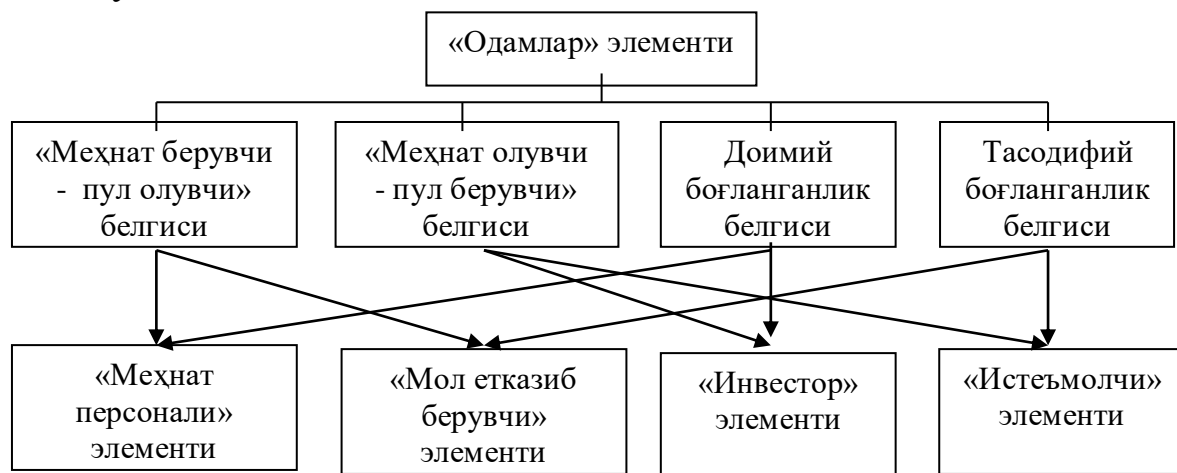 «Одамлар» элементи
«Меҳнат берувчи
- пул олувчи»
белгиси
«Меҳнат олувчи
- пул берувчи»
белгиси
Доимий
боғланганлик
белгиси
Тасодифий
боғланганлик
белгиси
«Меҳнат
персонали»
элементи
«Мол етказиб
берувчи»
элементи
«Инвестор»
элементи
«Истеъмолчи»
элементи